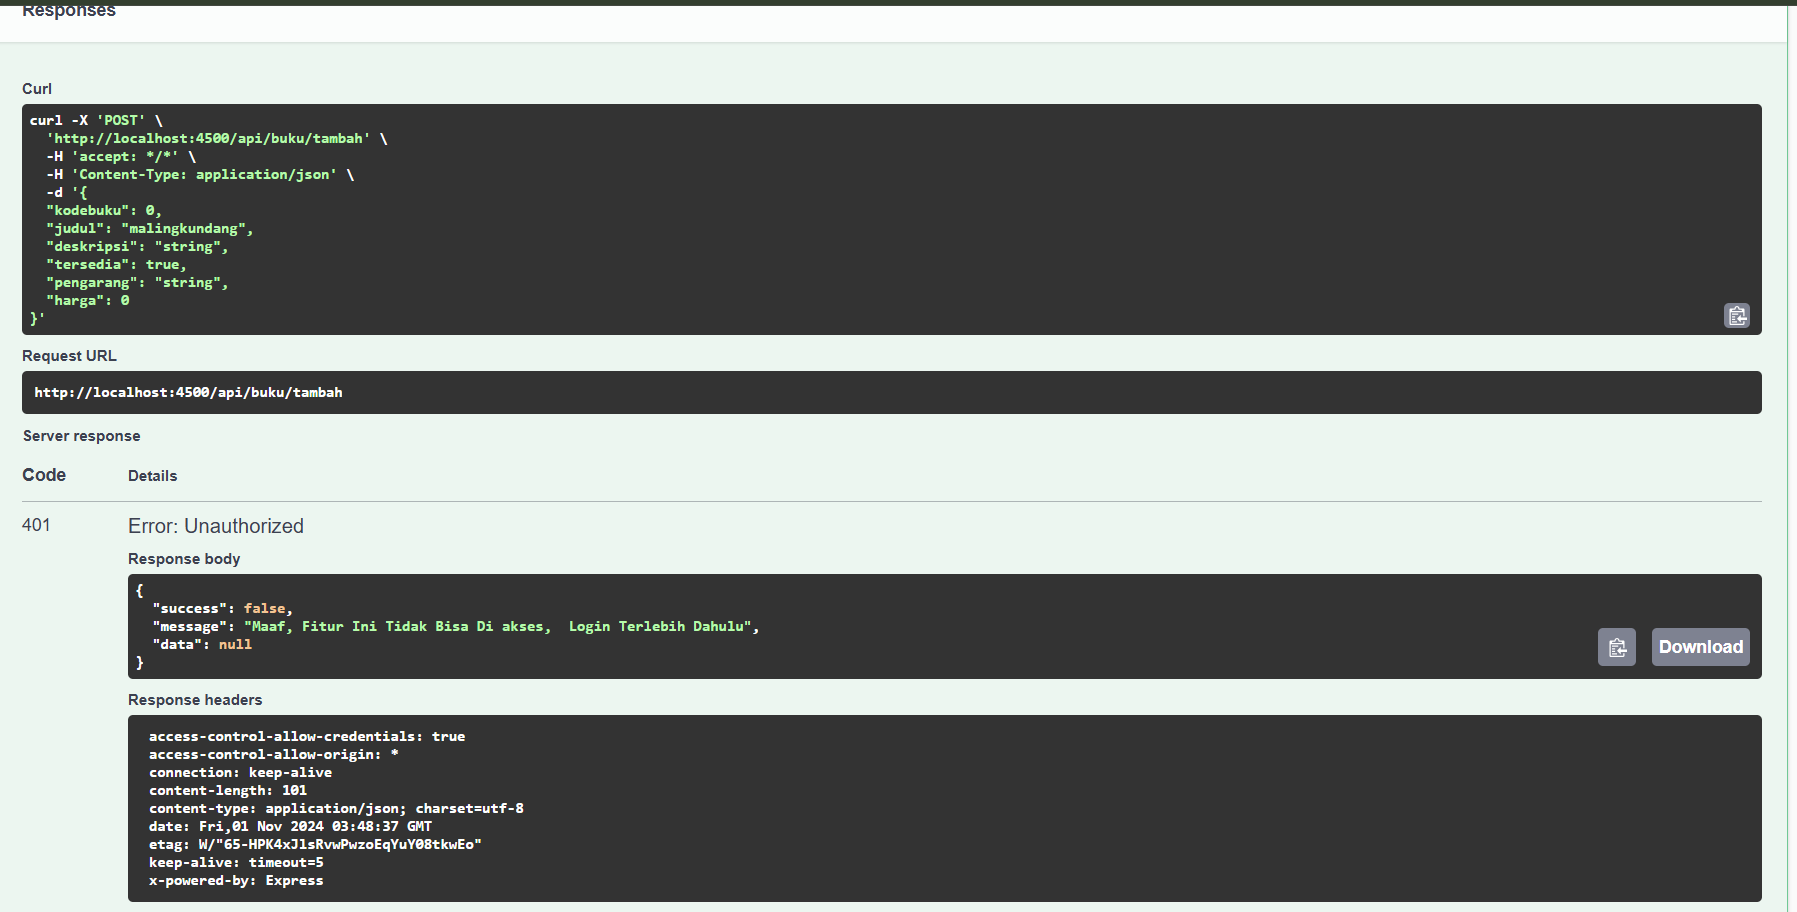 Responses
Curl
curl -X 'POST' \
  'http://localhost:4500/api/buku/tambah' \
  -H 'accept: */*' \
  -H 'Content-Type: application/json' \
  -d '{
  "kodebuku": 0,
  "judul": "malingkundang",
  "deskripsi": "string",
  "tersedia": true,
  "pengarang": "string",
  "harga": 0
}'
Request URL
http://localhost:4500/api/buku/tambah
Server response
Code Details
401 Error: Unauthorized
Response body
{
  "success": false,
  "message": "Maaf, Fitur Ini Tidak Bisa Di akses,  Login Terlebih Dahulu",
  "data": null
}
Download
Response headers
access-control-allow-credentials: true
access-control-allow-origin: *
connection: keep-alive
content-length: 101
content-type: application/json; charset=utf-8
date: Fri,01 Nov 2024 03:48:37 GMT
etag: W/"65-HPK4xJlsRvwPwzoEqYuY08tkwEo"
keep-alive: timeout=5
x-powered-by: Express